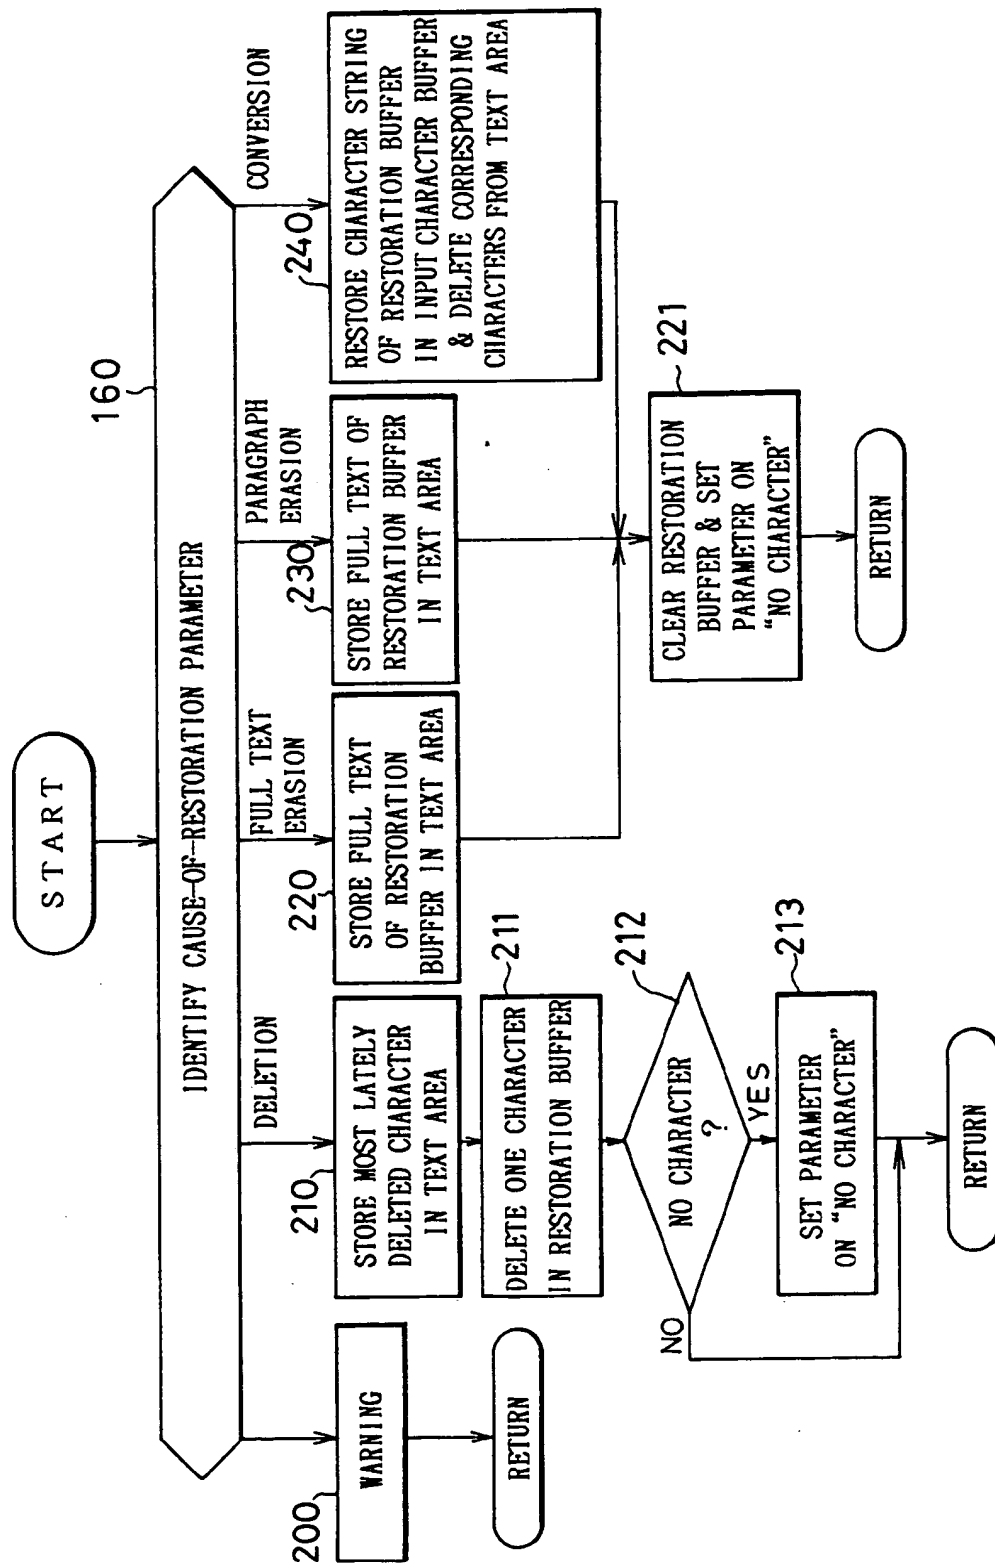 START
160
IDENTIFY CAUSE-OF-RESTORATION PARAMETER
DELETION
FULL TEXT
ERASION
PARAGRAPH
ERASION
CONVERSION
200
WARNING
RETURN
210
STORE MOST LATELY
DELETED CHARACTER
IN TEXT AREA
211
DELETE ONE CHARACTER
IN RESTORATION BUFFER
212
NO CHARACTER
?
NO
YES
213
SET PARAMETER
ON “NO CHARACTER”
RETURN
220
STORE FULL TEXT
OF RESTORATION
BUFFER IN TEXT AREA
230
STORE FULL TEXT OF
RESTORATION BUFFER
IN TEXT AREA
240
RESTORE CHARACTER STRING
OF RESTORATION BUFFER
IN INPUT CHARACTER BUFFER
& DELETE CORRESPONDING
CHARACTERS FROM TEXT AREA
221
CLEAR RESTORATION
BUFFER & SET
PARAMETER ON
“NO CHARACTER”
RETURN